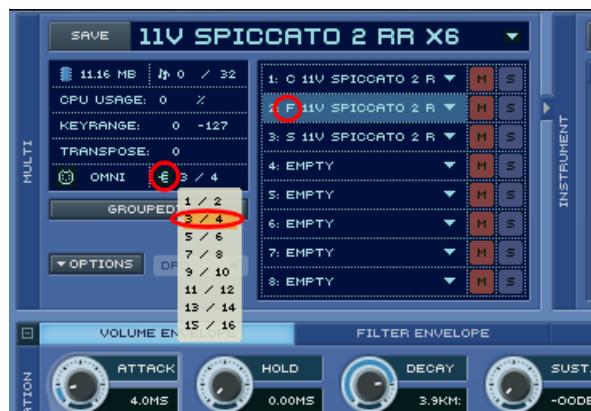 SAVE 11V SPICCATO 2 RR X6
11.16 MB 0 / 32
CPU USAGE: 0 %
KEYRANGE: 0 -127
TRANSPOSE: 0
OMNI 3 / 4
GROUPED
1 / 2
3 / 4
5 / 6
7 / 8
9 / 10
11 / 12
13 / 14
15 / 16
OPTIONS
1: C 11V SPICCATO 2 R M S
2: F 11V SPICCATO 2 R M S
3: S 11V SPICCATO 2 R M S
4: EMPTY M S
5: EMPTY M S
6: EMPTY M S
7: EMPTY M S
8: EMPTY M S
MULTI
INSTRUMENT
VOLUME ENVELOPE FILTER ENVELOPE
ATTACK HOLD DECAY SUST
4.0MS 0.00MS 3.9KM: -00DB
ATION